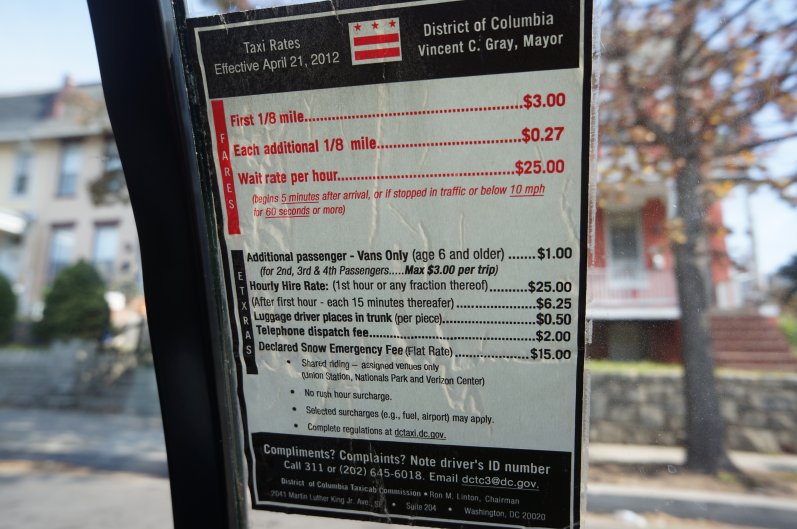 Taxi Rates
Effective April 21, 2012
District of Columbia
Vincent C. Gray, Mayor
FARES
First 1/8 mile..............................$3.00
Each additional 1/8 mile..............................$0.27
Wait rate per hour..............................$25.00
(begins 5 minutes after arrival, or if stopped in traffic or below 10 mph
for 60 seconds or more)
ETXRAS
Additional passenger - Vans Only (age 6 and older) .......$1.00
(for 2nd, 3rd & 4th Passengers.....Max $3.00 per trip)
Hourly Hire Rate: (1st hour or any fraction thereof)..........$25.00
(After first hour - each 15 minutes thereafer)....................$6.25
Luggage driver places in trunk (per piece)........................$0.50
Telephone dispatch fee..................................................$2.00
Declared Snow Emergency Fee (Flat Rate)........................$15.00
• Shared riding – assigned venues only
(Union Station, Nationals Park and Verizon Center)
• No rush hour surcharge.
• Selected surcharges (e.g., fuel, airport) may apply.
• Complete regulations at dctaxi.dc.gov.
Compliments? Complaints? Note driver's ID number
Call 311 or (202) 645-6018. Email dctc3@dc.gov.
District of Columbia Taxicab Commission • Ron M. Linton, Chairman
2041 Martin Luther King Jr. Ave., SE • Suite 204 • Washington, DC 20020